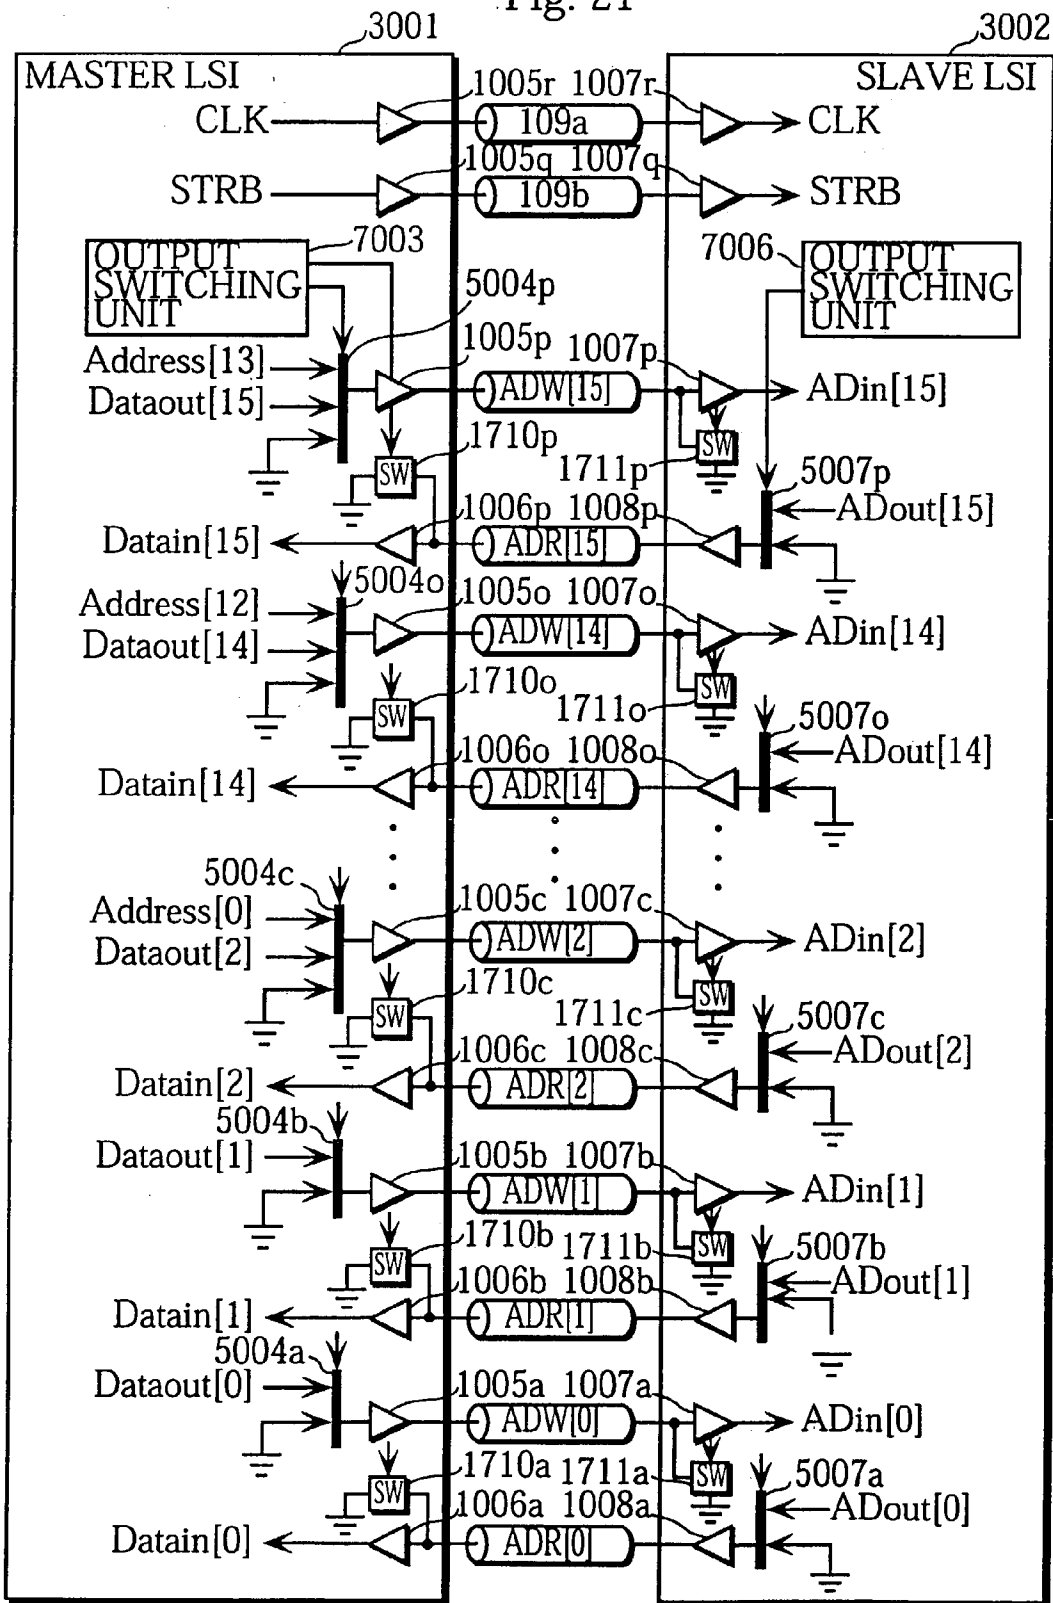 Fig. 21
3001
3002
MASTER LSI
SLAVE LSI
1005r 1007r
CLK
109a
CLK
1005q 1007q
STRB
109b
STRB
7003
7006
OUTPUT
SWITCHING
UNIT
OUTPUT
SWITCHING
UNIT
5004p
Address[13]
1005p 1007p
Dataout[15]
ADW[15]
ADin[15]
1710p
SW
SW
1711p
5007p
1006p 1008p
ADout[15]
Datain[15]
ADR[15]
5004o
Address[12]
1005o 1007o
Dataout[14]
ADW[14]
ADin[14]
1710o
SW
SW
1711o
5007o
1006o 1008o
ADout[14]
Datain[14]
ADR[14]
5004c
Address[0]
1005c 1007c
Dataout[2]
ADW[2]
ADin[2]
1710c
SW
SW
1711c
5007c
1006c 1008c
ADout[2]
Datain[2]
ADR[2]
5004b
Dataout[1]
1005b 1007b
ADW[1]
ADin[1]
1710b
SW
SW
1711b
5007b
1006b 1008b
ADout[1]
Datain[1]
ADR[1]
5004a
Dataout[0]
1005a 1007a
ADW[0]
ADin[0]
1710a
SW
SW
1711a
5007a
1006a 1008a
ADout[0]
Datain[0]
ADR[0]